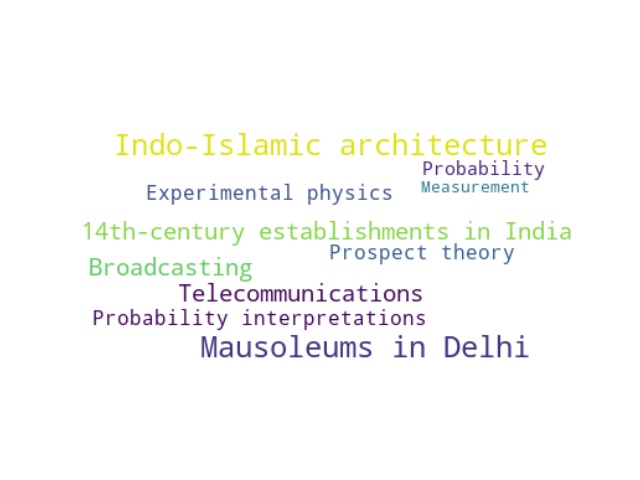 Indo-Islamic architecture
Probability
Measurement
Experimental physics
14th-century establishments in India
Prospect theory
Broadcasting
Telecommunications
Probability interpretations
Mausoleums in Delhi